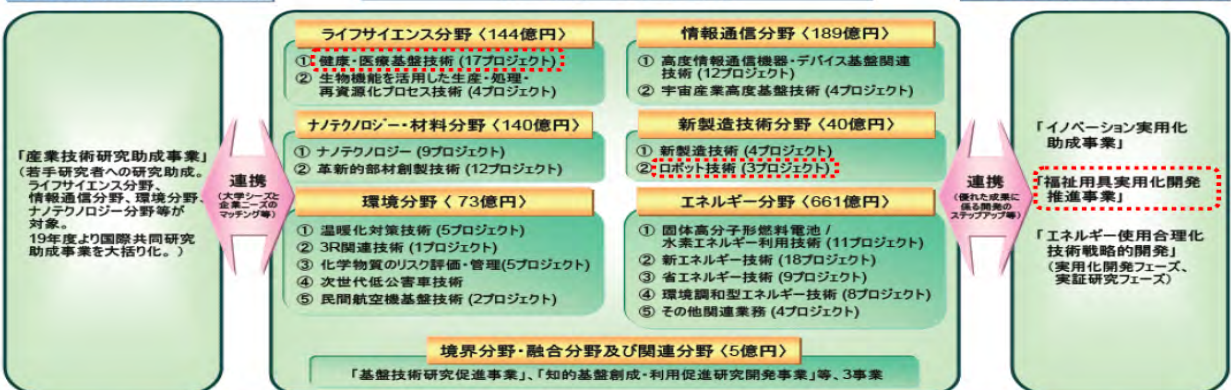 「産業技術研究助成事業」
(若手研究者への研究助成。
ライフサイエンス分野、
情報通信分野、環境分野、
ナノテクノロジー分野等が
対象。
19年度より国際共同研究
助成事業を大括り化。)
連携
(大学シーズと
企業ニーズの
マッチング等)
ライフサイエンス分野〈144億円〉
① 健康・医療基盤技術(17プロジェクト)
② 生物機能を活用した生産・処理・
再資源化プロセス技術(4プロジェクト)
情報通信分野〈189億円〉
① 高度情報通信機器・デバイス基盤関連
技術(12プロジェクト)
② 宇宙産業高度基盤技術(4プロジェクト)
ナノテクノロジー・材料分野〈140億円〉
① ナノテクノロジー(9プロジェクト)
② 革新的部材創製技術(12プロジェクト)
新製造技術分野〈40億円〉
① 新製造技術(4プロジェクト)
② ロボット技術(3プロジェクト)
環境分野〈73億円〉
① 温暖化対策技術(5プロジェクト)
② 3R関連技術(1プロジェクト)
③ 化学物質のリスク評価・管理(5プロジェクト)
④ 次世代低公害車技術
⑤ 民間航空機基盤技術(2プロジェクト)
エネルギー分野〈661億円〉
① 固体高分子形燃料電池/
水素エネルギー利用技術(11プロジェクト)
② 新エネルギー技術(18プロジェクト)
③ 省エネルギー技術(9プロジェクト)
④ 環境調和型エネルギー技術(8プロジェクト)
⑤ その他関連業務(4プロジェクト)
境界分野・融合分野及び関連分野〈5億円〉
「基盤技術研究促進事業」、「知的基盤創成・利用促進研究開発事業」等、3事業
連携
(優れた成果に
係る開発の
ステップアップ等)
「イノベーション実用化
助成事業」
「福祉用具実用化開発
推進事業」
「エネルギー使用合理化
技術戦略的開発」
(実用化開発フェーズ、
実証研究フェーズ)